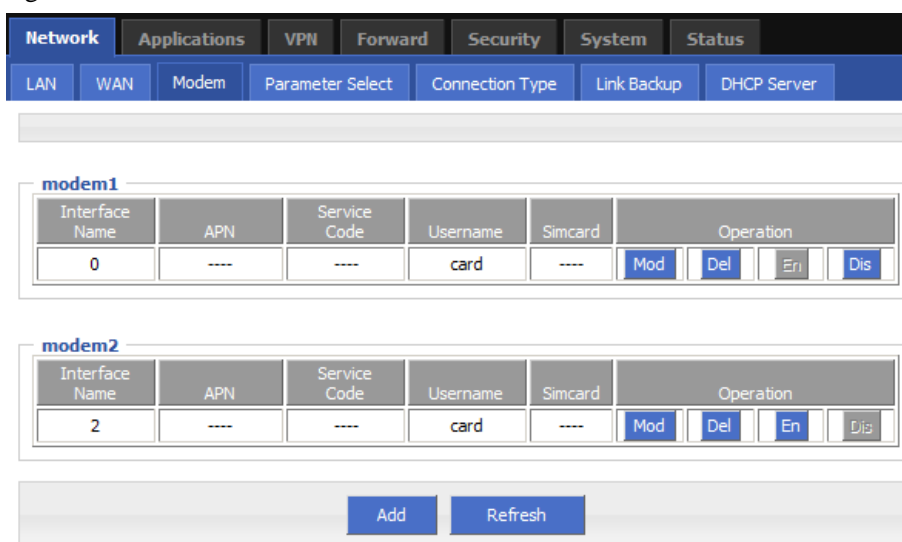 Network Applications VPN Forward Security System Status
LAN WAN Modem Parameter Select Connection Type Link Backup DHCP Server
modem1
Interface Name APN Service Code Username Simcard Operation
0 ---- ---- card ---- Mod Del En Dis
modem2
Interface Name APN Service Code Username Simcard Operation
2 ---- ---- card ---- Mod Del En Dis
Add Refresh